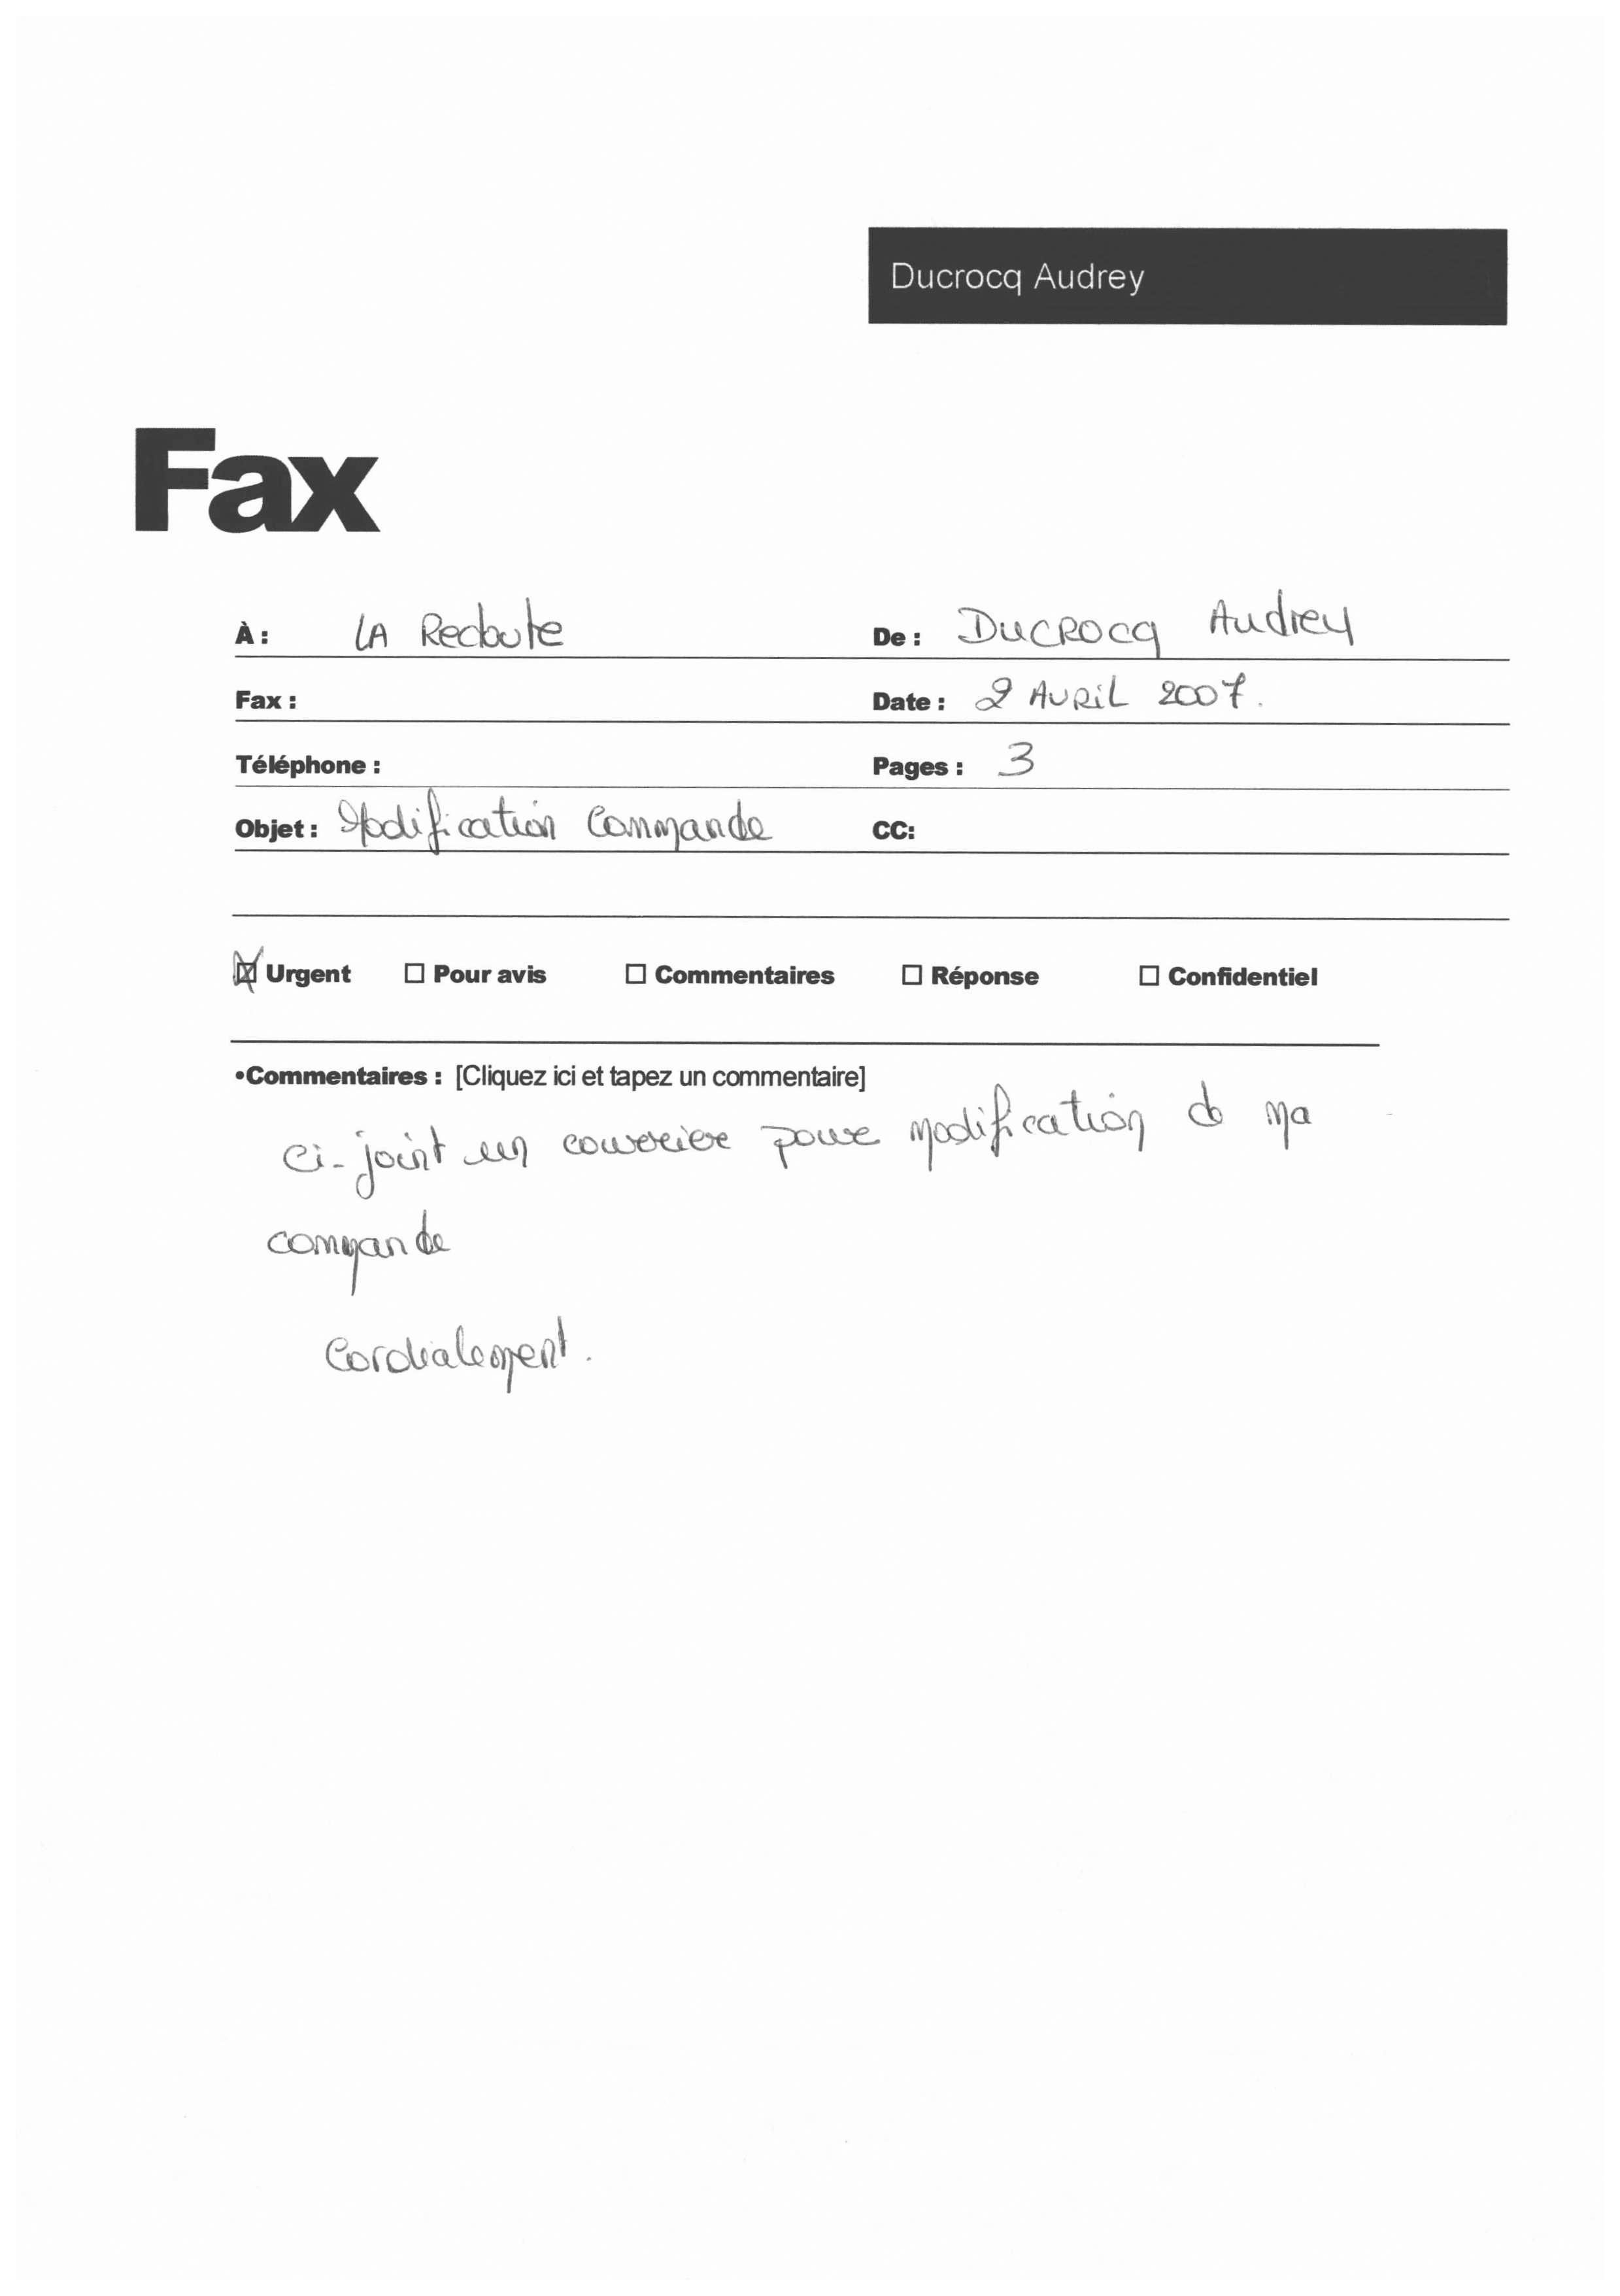 Ducrocq Audrey
Fax
À : LA Redoute De : DUCROCQ Audrey
Fax : Date : 2 AVRIL 2007.
Téléphone : Pages : 3
Objet : Modification Commande CC:
Urgent Pour avis Commentaires Réponse Confidentiel
•Commentaires : [Cliquez ici et tapez un commentaire]
Ci-joint un courrier pour modification de ma
commande
Cordialement.